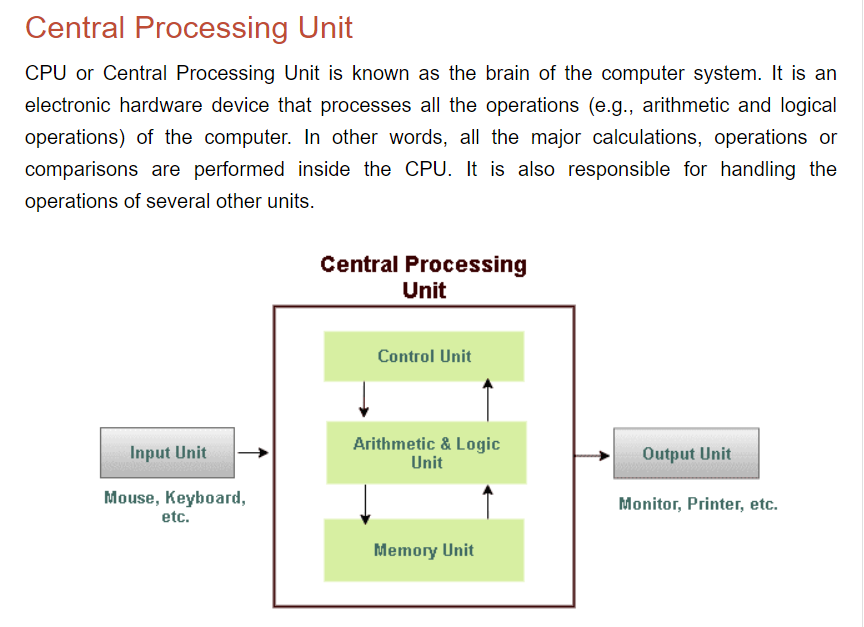 Central Processing Unit
CPU or Central Processing Unit is known as the brain of the computer system. It is an
electronic hardware device that processes all the operations (e.g., arithmetic and logical
operations) of the computer. In other words, all the major calculations, operations or
comparisons are performed inside the CPU. It is also responsible for handling the
operations of several other units.
Central Processing
Unit
Control Unit
Input Unit
Mouse, Keyboard,
etc.
Arithmetic & Logic
Unit
Memory Unit
Output Unit
Monitor, Printer, etc.